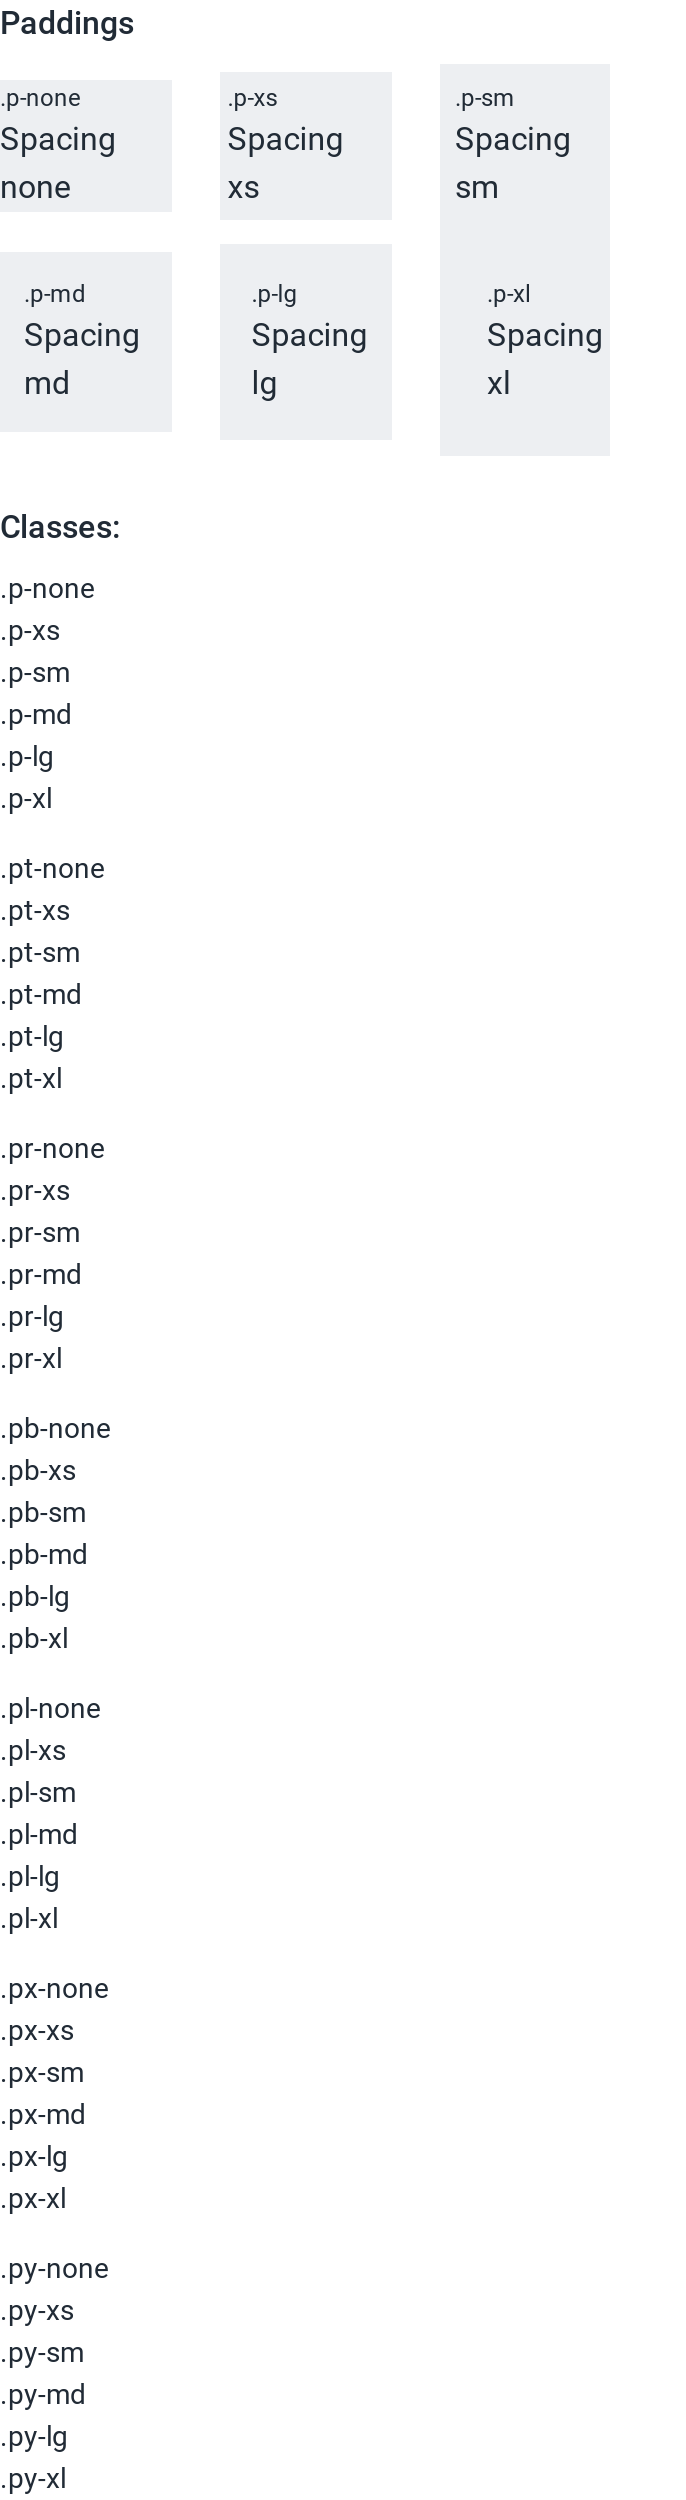 Paddings
.p-none
Spacing
none
.p-xs
Spacing
xs
.p-sm
Spacing
sm
.p-md
Spacing
md
.p-lg
Spacing
lg
.p-xl
Spacing
xl
Classes:
.p-none
.p-xs
.p-sm
.p-md
.p-lg
.p-xl
.pt-none
.pt-xs
.pt-sm
.pt-md
.pt-lg
.pt-xl
.pr-none
.pr-xs
.pr-sm
.pr-md
.pr-lg
.pr-xl
.pb-none
.pb-xs
.pb-sm
.pb-md
.pb-lg
.pb-xl
.pl-none
.pl-xs
.pl-sm
.pl-md
.pl-lg
.pl-xl
.px-none
.px-xs
.px-sm
.px-md
.px-lg
.px-xl
.py-none
.py-xs
.py-sm
.py-md
.py-lg
.py-xl